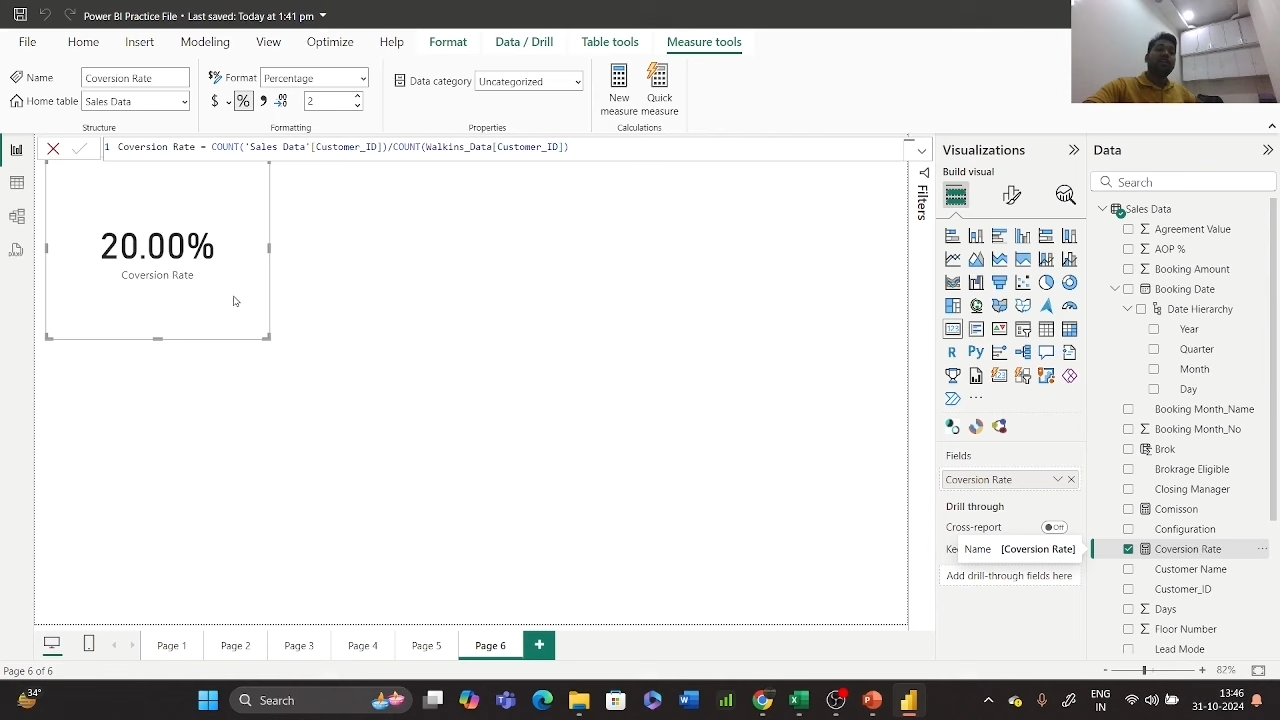 Power BI Practice File • Last saved: Today at 1:41 pm
File Home Insert Modeling View Optimize Help Format Data / Drill Table tools Measure tools
Name Coversion Rate
Home table Sales Data
Structure
Format Percentage
$ % 9 2
Formatting
Data category Uncategorized
Properties
New measure
Quick measure
Calculations
1 Coversion Rate = UNT('Sales Data'[Customer_ID])/COUNT(Walkins_Data[Customer_ID])
20.00%
Coversion Rate
Filters
Visualizations
Build visual
R Py
123
Fields
Coversion Rate
Drill through
Cross-report Off
Name [Coversion Rate]
Add drill-through fields here
Data
Search
Sales Data
Agreement Value
AOP %
Booking Amount
Booking Date
Date Hierarchy
Year
Quarter
Month
Day
Booking Month_Name
Booking Month_No
Brok
Brokrage Eligible
Closing Manager
Comisson
Configuration
Coversion Rate
Customer Name
Customer_ID
Days
Floor Number
Lead Mode
Page 1 Page 2 Page 3 Page 4 Page 5 Page 6 +
Page 6 of 6
- + 82%
34°
Search
ENG IN
13:46
31-10-2024